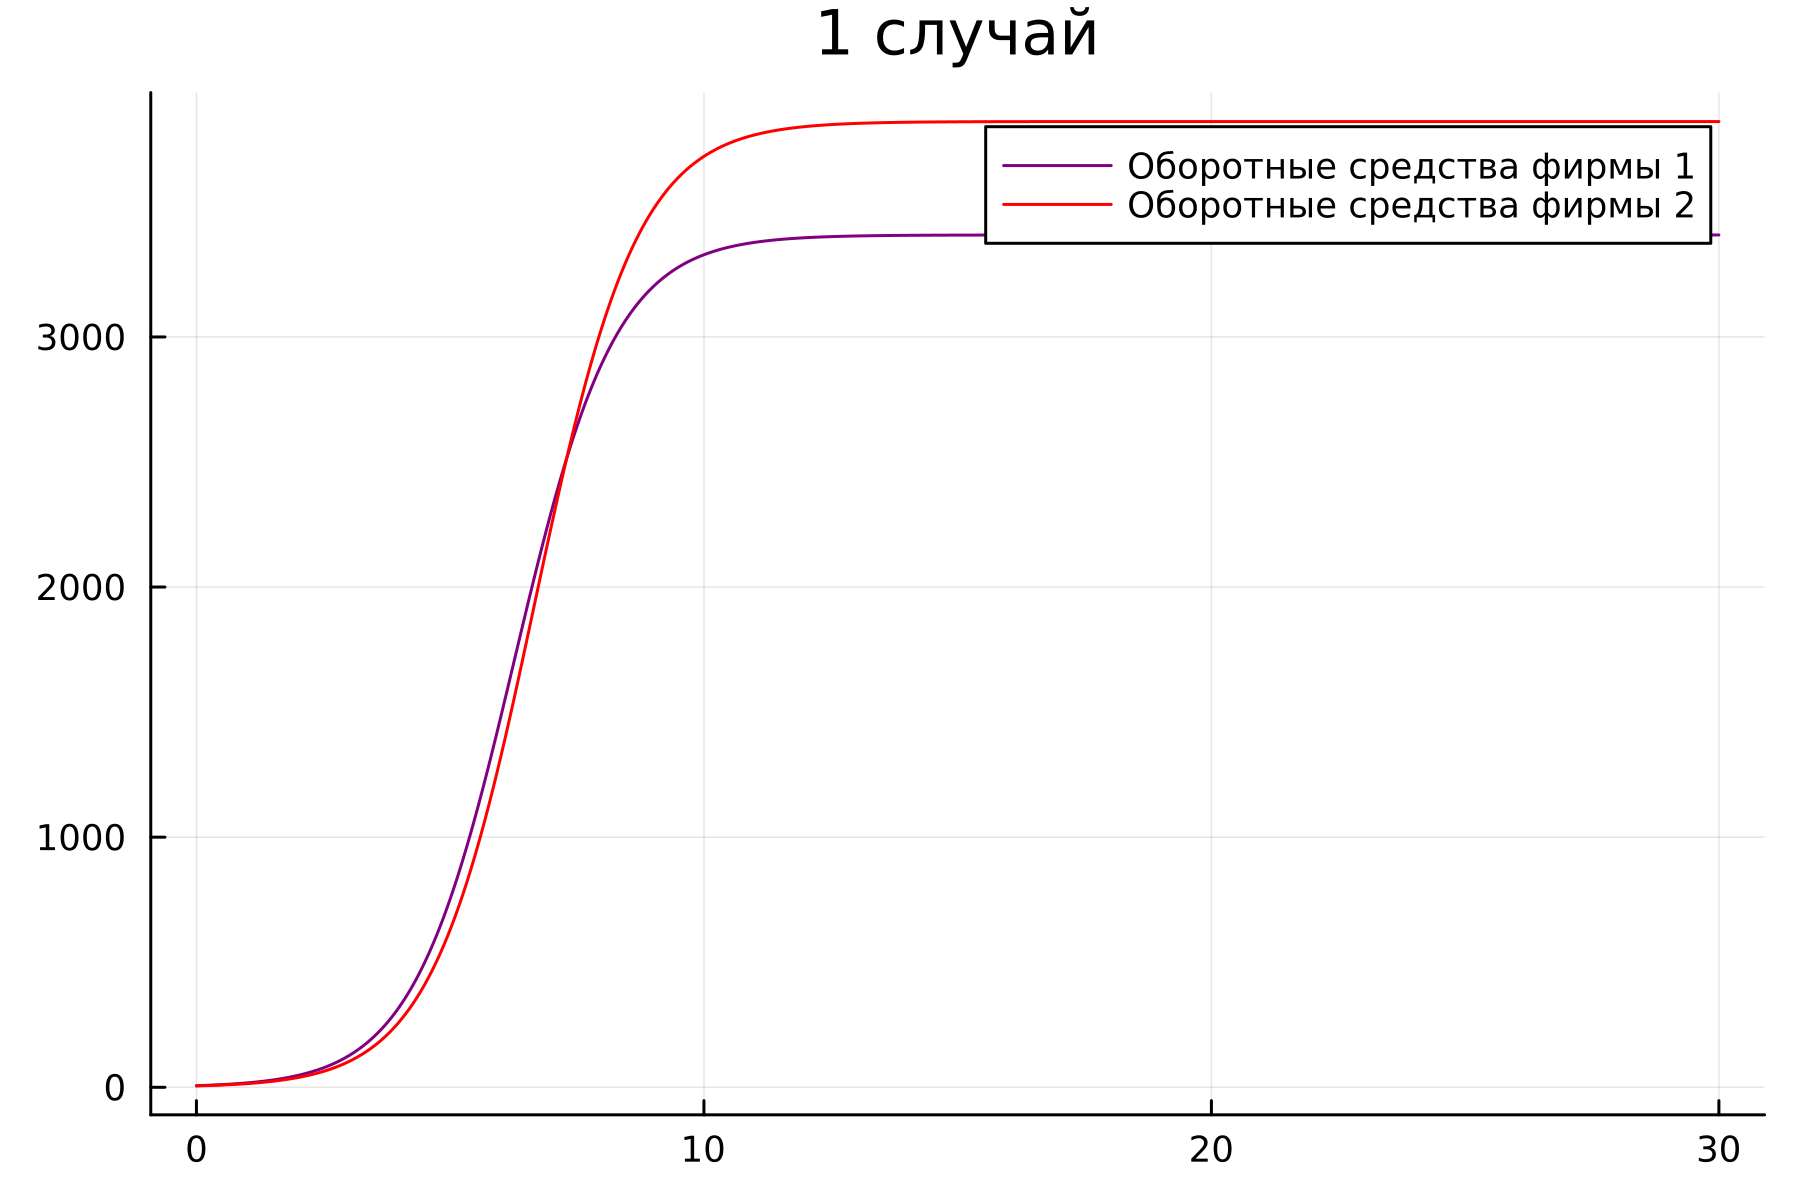 1 случай
Оборотные средства фирмы 1
Оборотные средства фирмы 2
3000
2000
1000
0
0 10 20 30